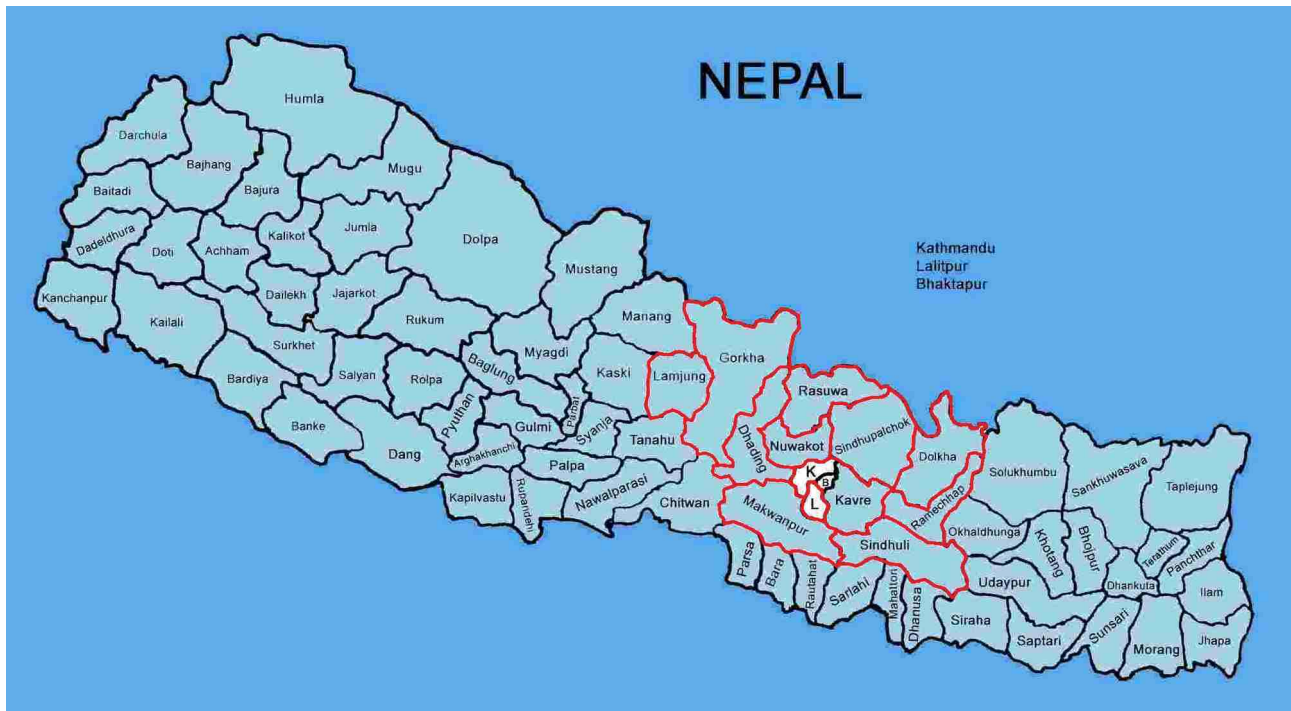 NEPAL
Kathmandu
Lalitpur
Bhaktapur
Humla
Darchula
Bajhang
Mugu
Baitadi
Bajura
Dadeldhura
Doti
Achham
Kalikot
Jumla
Dolpa
Mustang
Kanchanpur
Kailali
Dailekh
Jajarkot
Rukum
Manang
Surkhet
Myagdi
Gorkha
Bardiya
Salyan
Rolpa
Baglung
Kaski
Lamjung
Rasuwa
Banke
Pyuthan
Gulmi
Parbat
Syanja
Tanahu
Dhading
Nuwakot
Sindhupalchok
Dolkha
Dang
Arghakhanchi
Palpa
K
B
L
Kavre
Ramechhap
Solukhumbu
Sankhuwasava
Taplejung
Kapilvastu
Rupandehi
Nawalparasi
Chitwan
Makwanpur
Sindhuli
Okhaldhunga
Khotang
Bhojpur
Terathum
Panchthar
Parsa
Bara
Rautahat
Sarlahi
Mahattori
Dhanusa
Udaypur
Dhankuta
Ilam
Siraha
Saptari
Sunsari
Morang
Jhapa